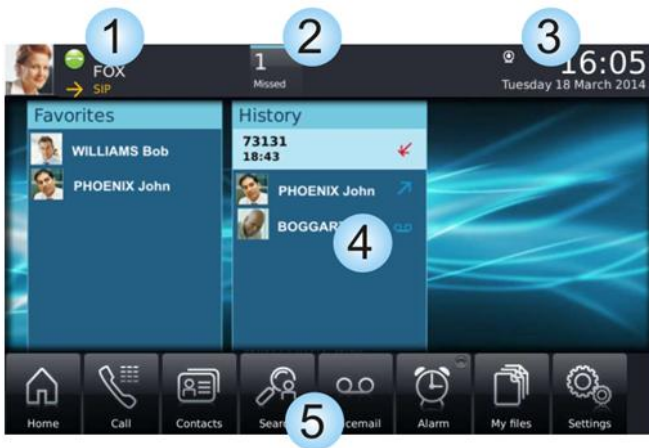 1
2
3
FOX
SIP
1
Missed
16:05
Tuesday 18 March 2014
Favorites
WILLIAMS Bob
PHOENIX John
History
73131
18:43
PHOENIX John
4
Home
Call
Contacts
5
My files
Alarm
Settings